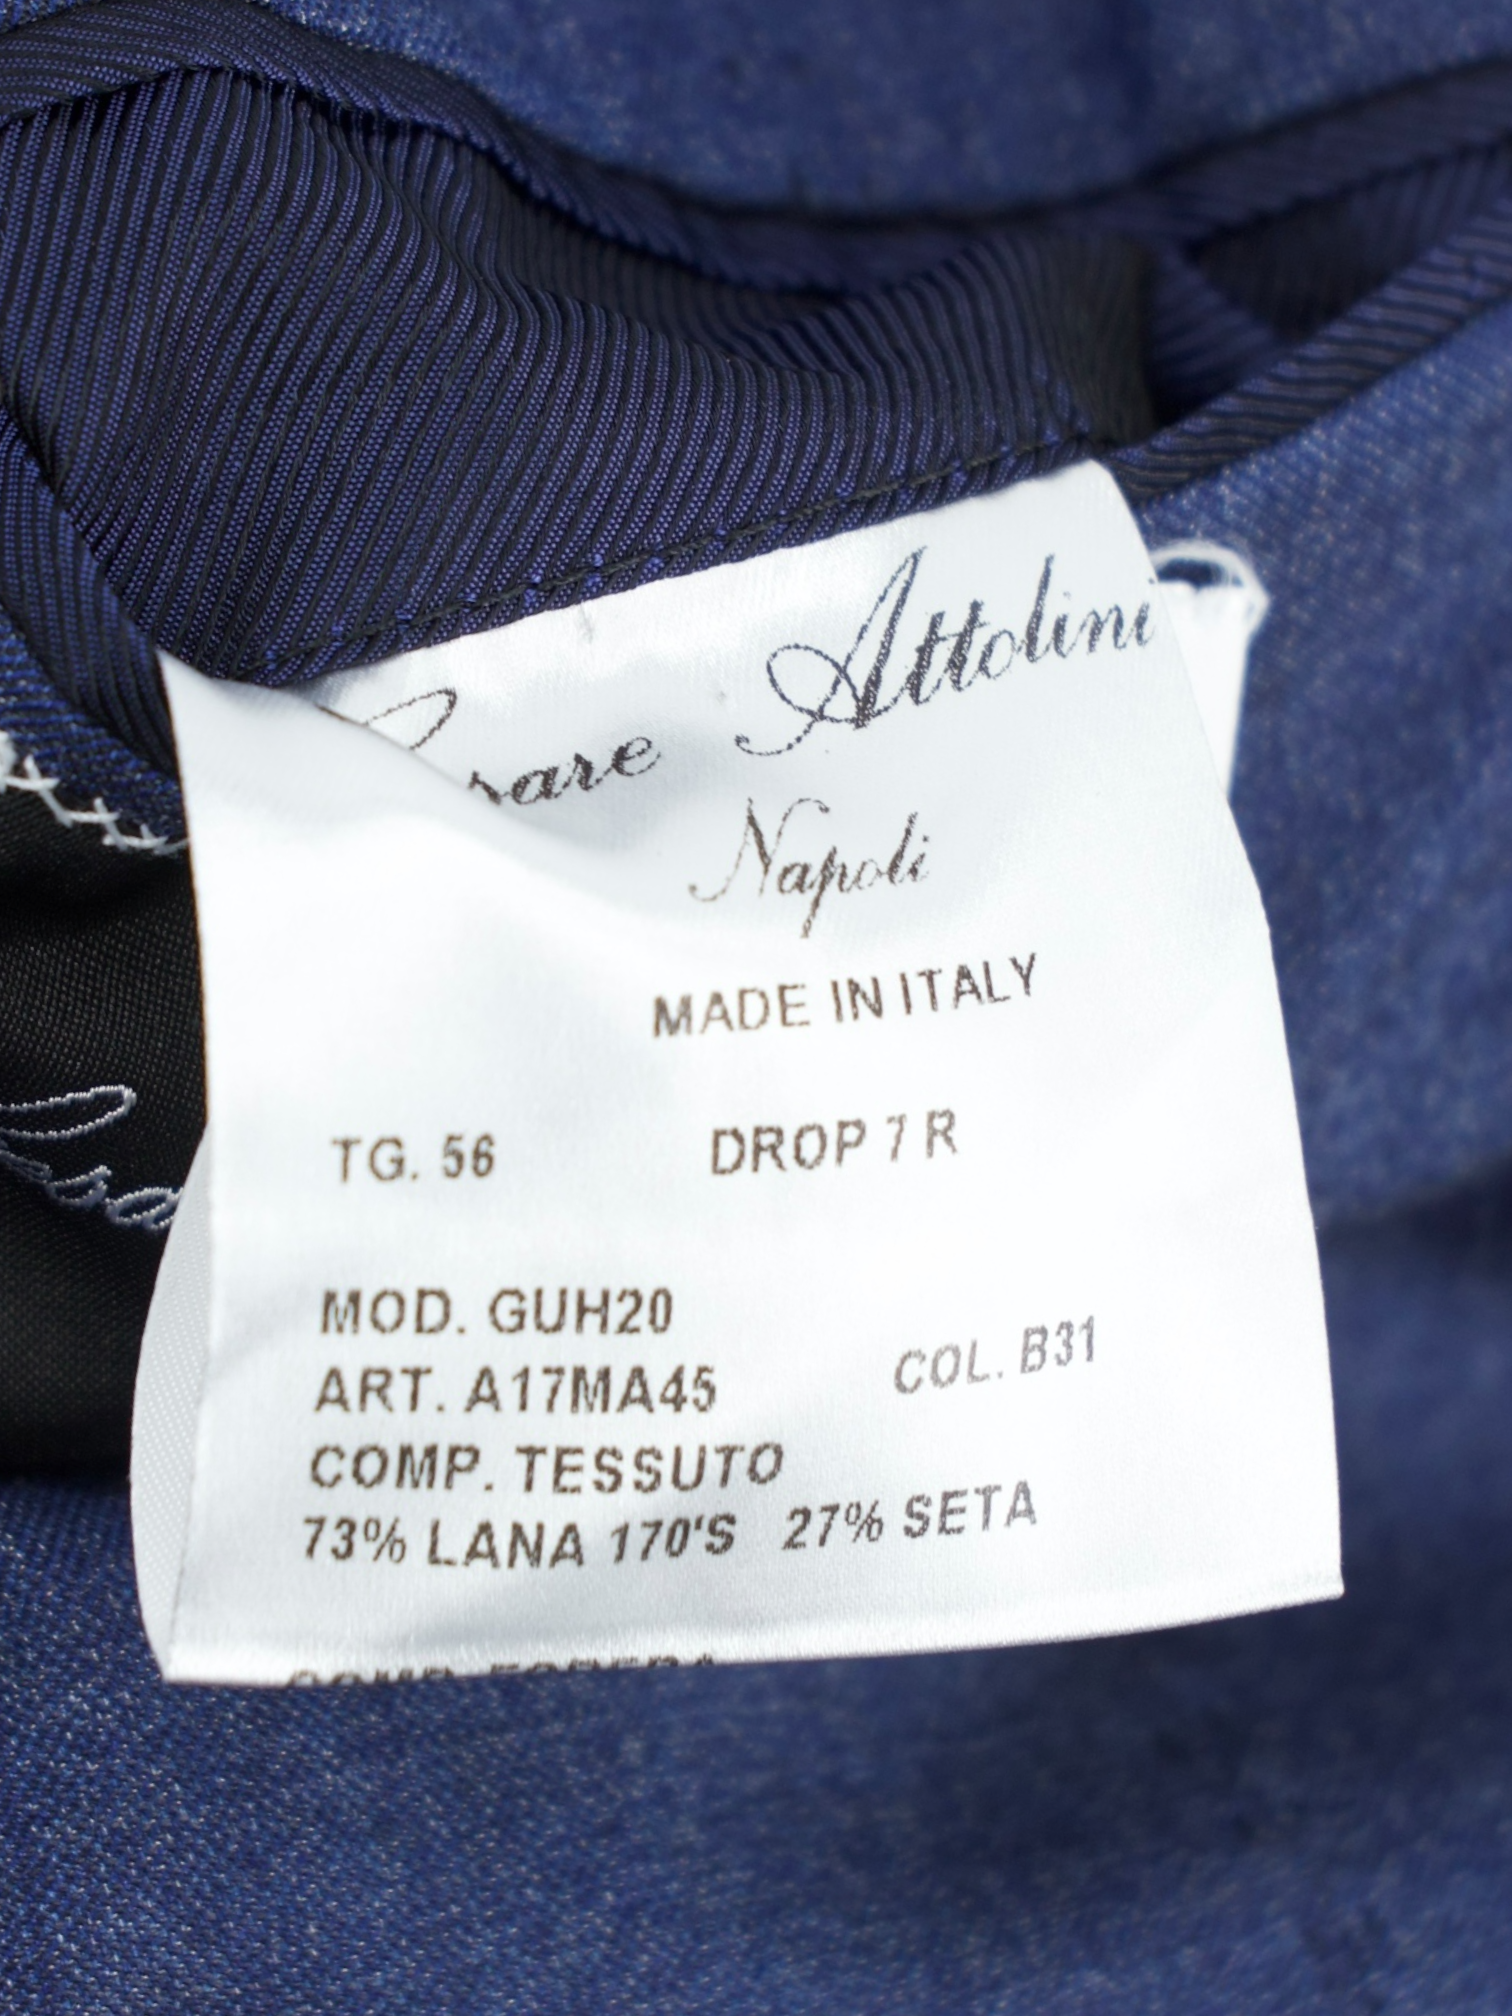 Attolini
Napoli
MADE IN ITALY
TG. 56 DROP 7 R
MOD. GUH20
ART. A17MA45 COL. B31
COMP. TESSUTO
73% LANA 170'S 27% SETA